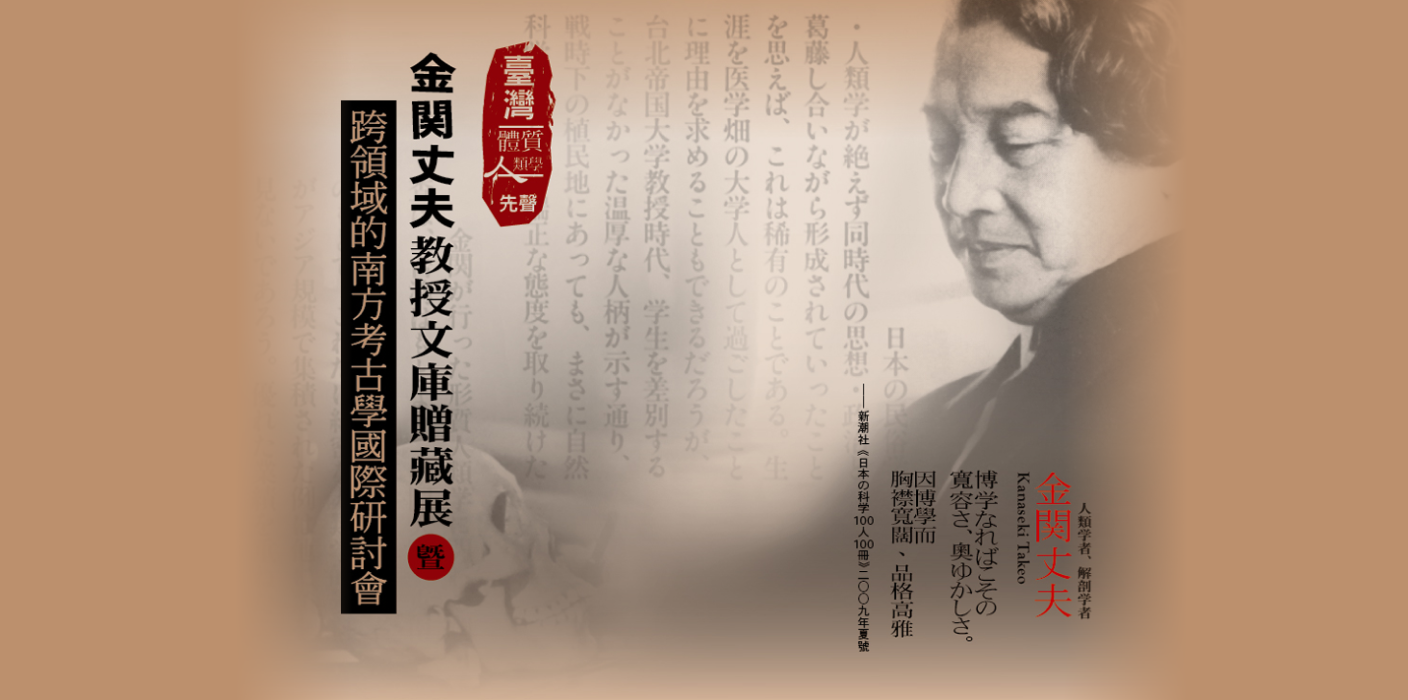 人類学者、解剖学者
金関丈夫
Kanaseki Takeo
博学なればこその
寛容さ、奥ゆかしさ。
因博學而
胸襟寬闊、品格高雅
──新潮社《日本の科学100人100冊》二〇〇九年夏號
日本の民
・人類学が絶えず同時代の思想・政
葛藤し合いながら形成されていったこと
を思えば、これは稀有のことである。生
涯を医学畑の大学人として過ごしたこと
に理由を求めることもできるだろうが、
台北帝国大学教授時代、学生を差別する
ことがなかった温厚な人柄が示す通り、
戦時下の植民地にあっても、まさに自然
正な態度を取り続けた
臺灣
體質
人類學
先聲
金関丈夫教授文庫贈藏展
暨
跨領域的南方考古學國際研討會